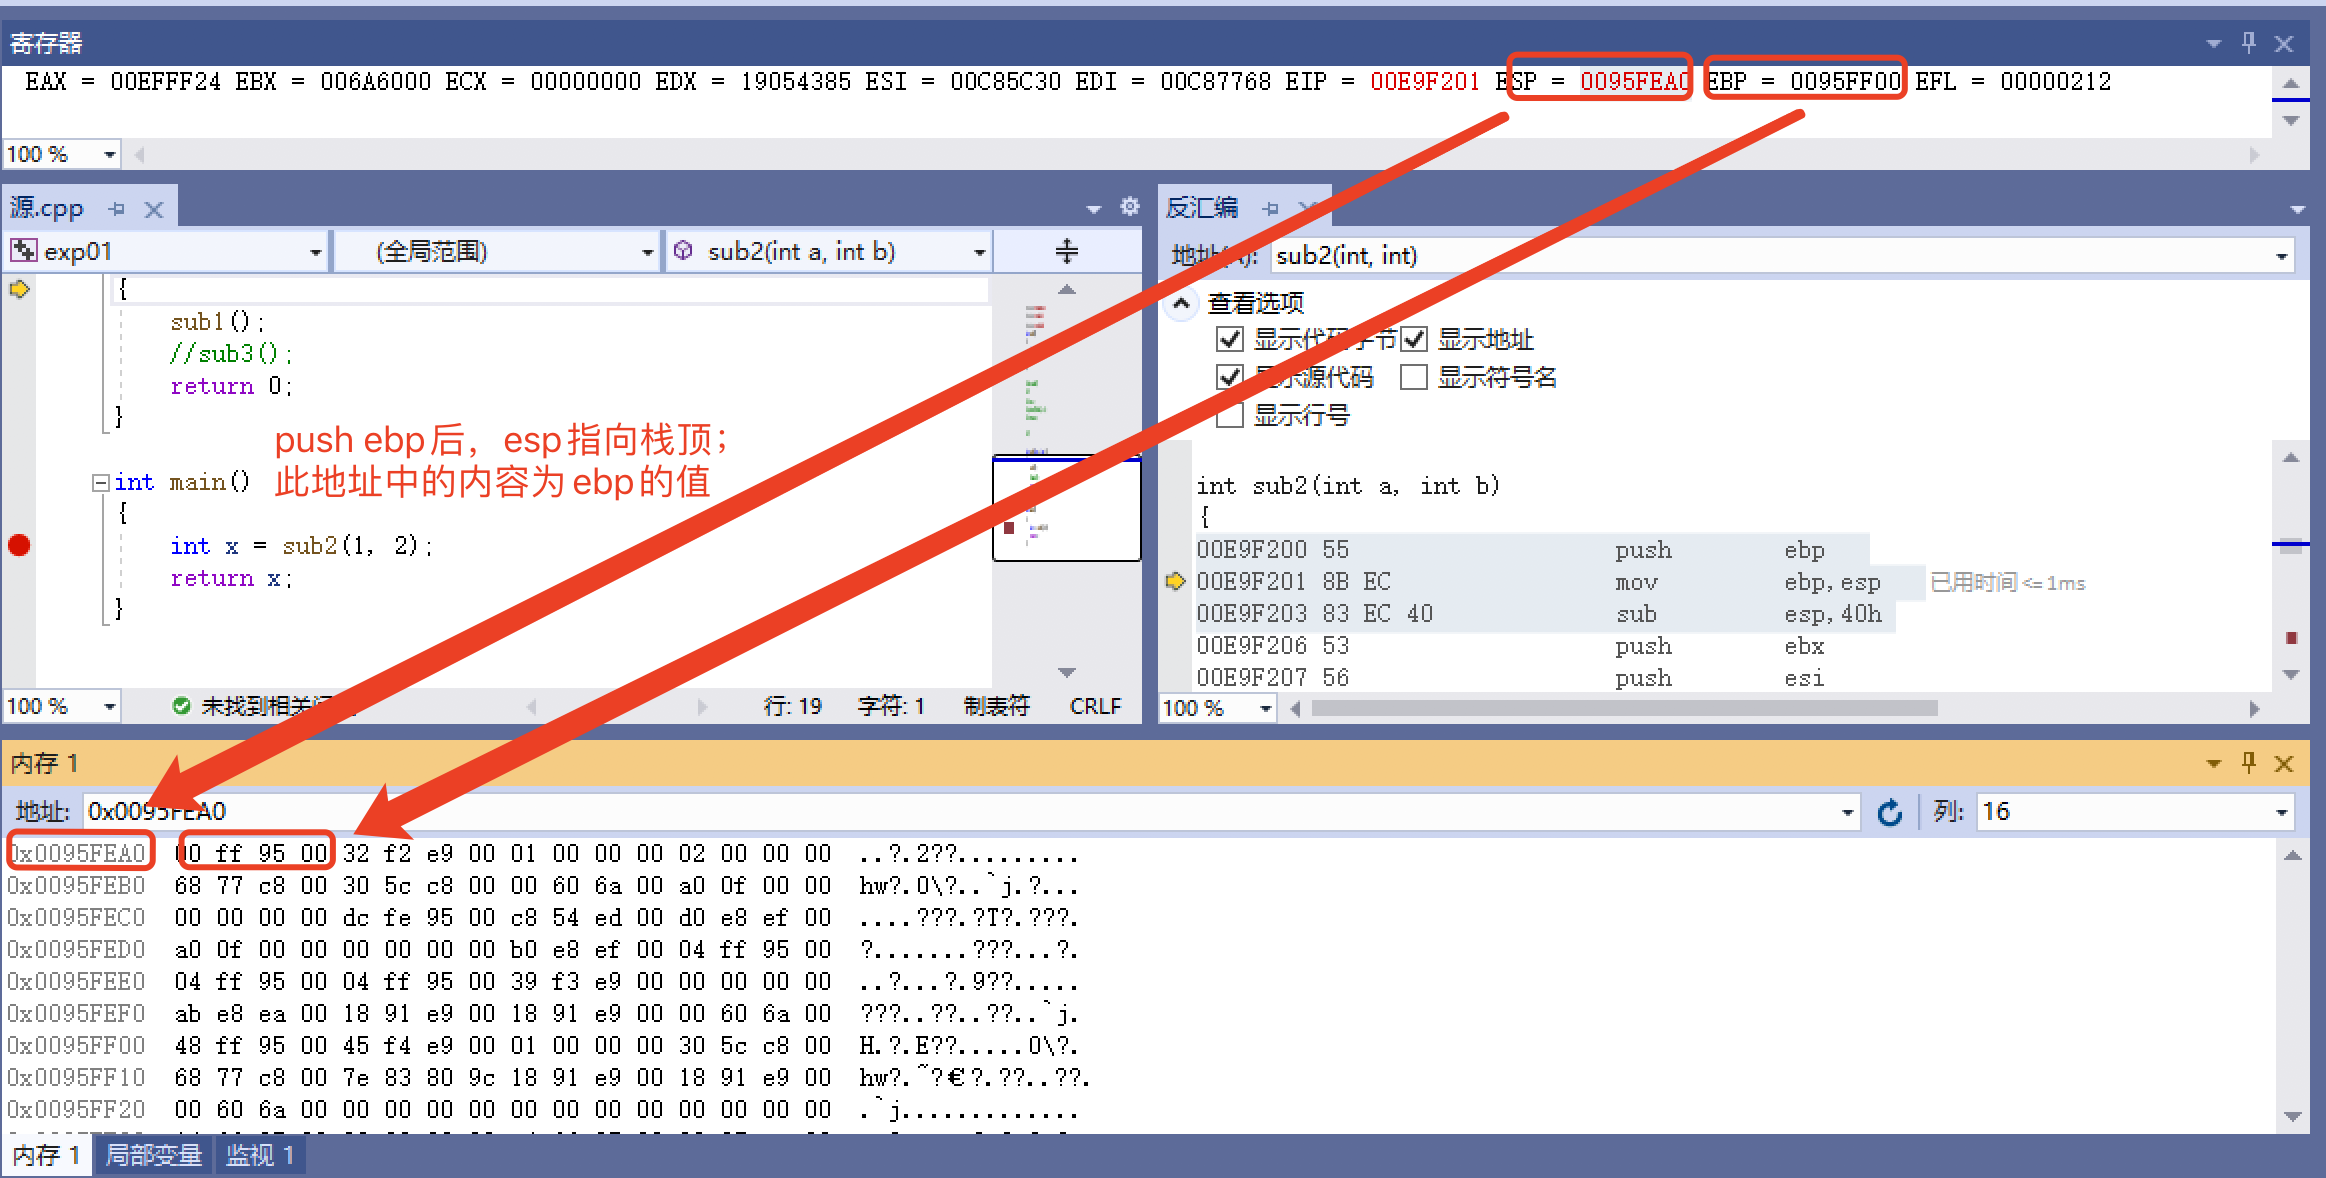 寄存器
EAX = 00EFFF24 EBX = 006A6000 ECX = 00000000 EDX = 19054385 ESI = 00C85C30 EDI = 00C87768 EIP = 00E9F201 ESP = 0095FEA0 EBP = 0095FF00 EFL = 00000212
100 %
源.cpp
exp01
(全局范围)
sub2(int a, int b)
{
sub1();
//sub3();
return 0;
}
push ebp后，esp指向栈顶；
此地址中的内容为ebp的值
int main()
{
int x = sub2(1, 2);
return x;
}
100 %
未找到相关
行: 19
字符: 1
制表符
CRLF
反汇编
地址(A):
sub2(int, int)
查看选项
显示代码字节
显示地址
显示源代码
显示符号名
显示行号
int sub2(int a, int b)
{
00E9F200 55 push ebp
00E9F201 8B EC mov ebp,esp 已用时间<=1ms
00E9F203 83 EC 40 sub esp,40h
00E9F206 53 push ebx
00E9F207 56 push esi
100 %
内存 1
地址: 0x0095FEA0
列: 16
0x0095FEA0 00 ff 95 00 32 f2 e9 00 01 00 00 00 02 00 00 00 ..?.2??.........
0x0095FEB0 68 77 c8 00 30 5c c8 00 00 60 6a 00 a0 0f 00 00 hw?.0\?..`j.?...
0x0095FEC0 00 00 00 00 dc fe 95 00 c8 54 ed 00 d0 e8 ef 00 ....???.?T?.???.
0x0095FED0 a0 0f 00 00 00 00 00 00 b0 e8 ef 00 04 ff 95 00 ?.......???...?.
0x0095FEE0 04 ff 95 00 04 ff 95 00 39 f3 e9 00 00 00 00 00 ..?...?.9??.....
0x0095FEF0 ab e8 ea 00 18 91 e9 00 18 91 e9 00 00 60 6a 00 ???..??..??..`j.
0x0095FF00 48 ff 95 00 45 f4 e9 00 01 00 00 00 30 5c c8 00 H.?.E??.....0\?.
0x0095FF10 68 77 c8 00 7e 83 80 9c 18 91 e9 00 18 91 e9 00 hw?.~?€?.??..??.
0x0095FF20 00 60 6a 00 00 00 00 00 00 00 00 00 00 00 00 00 .`j.............
内存 1
局部变量
监视 1